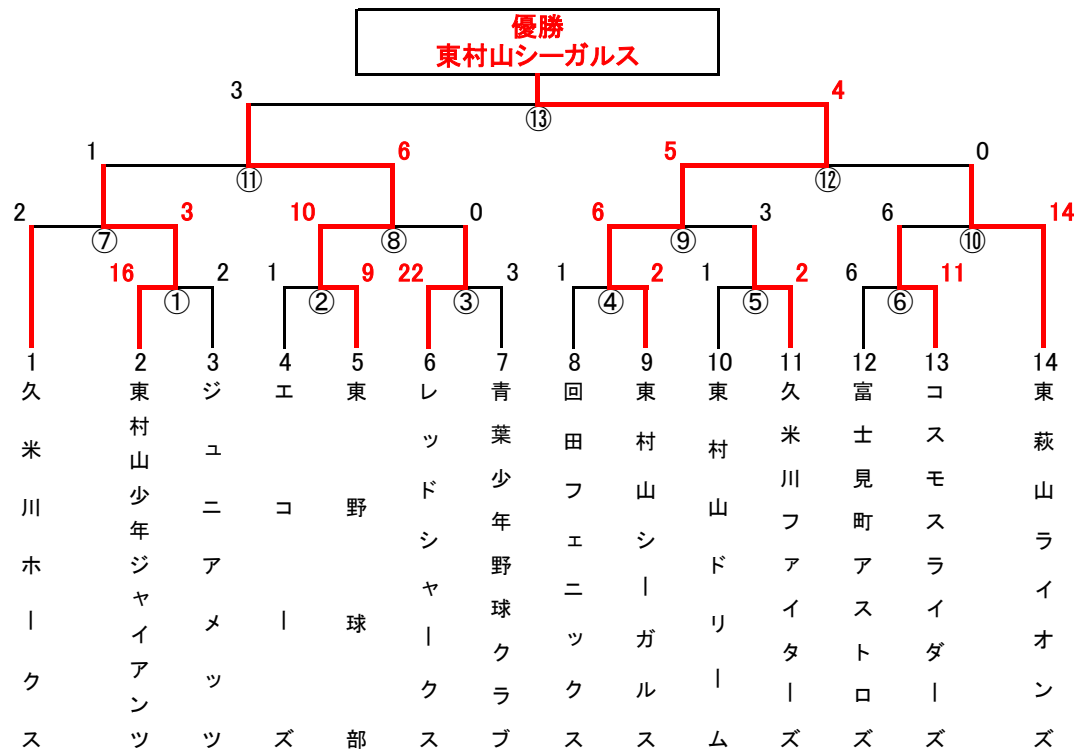 優勝
東村山シーガルス
3 4
⑬
1 6 5 0
⑪ ⑫
2 3 10 0 6 3 6 14
⑦ ⑧ ⑨ ⑩
16 2 1 9 22 3 1 2 1 2 6 11
① ② ③ ④ ⑤ ⑥
1 2 3 4 5 6 7 8 9 10 11 12 13 14
久米川ホークス
東村山少年ジャイアンツ
ジュニアメッツ
エコーズ
東野球部
レッドシャークス
青葉少年野球クラブ
回田フェニックス
東村山シーガルス
東村山ドリーム
久米川ファイターズ
富士見町アストロズ
コスモスライダーズ
東萩山ライオンズ